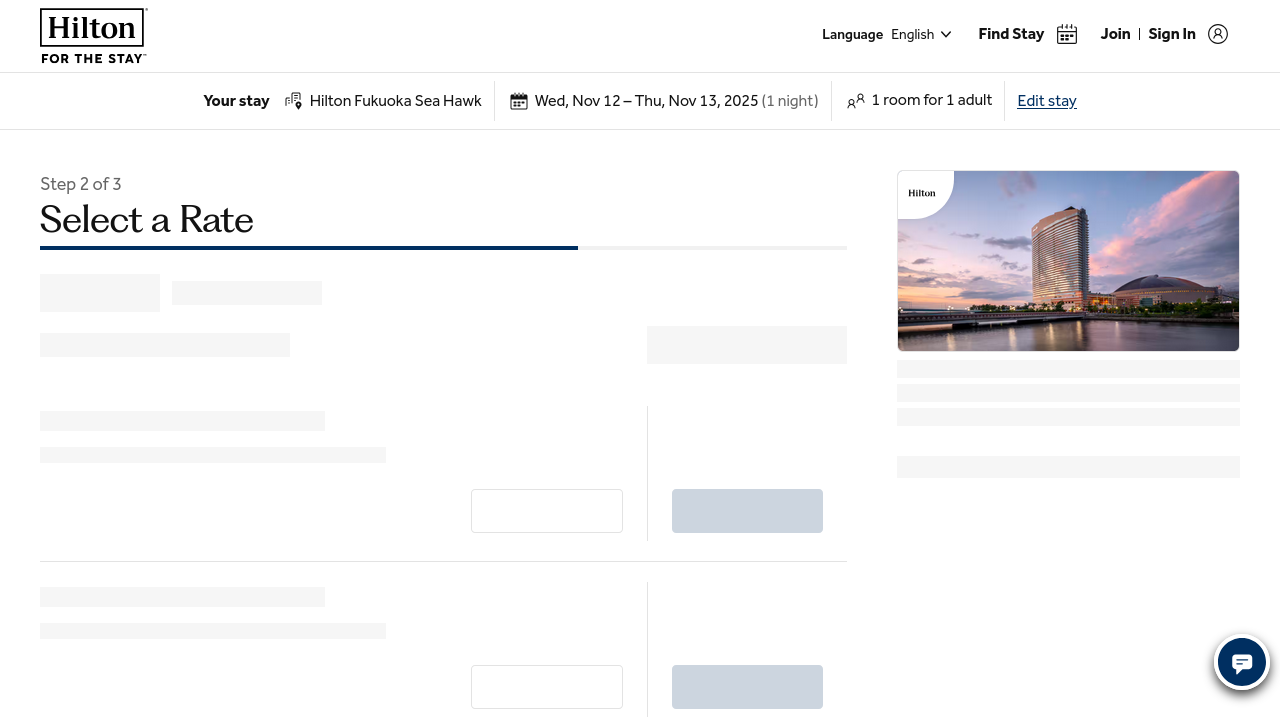 Hilton
FOR THE STAY
Language English
Find Stay
Join | Sign In
Your stay
Hilton Fukuoka Sea Hawk
Wed, Nov 12 – Thu, Nov 13, 2025 (1 night)
1 room for 1 adult
Edit stay
Step 2 of 3
Select a Rate
Hilton